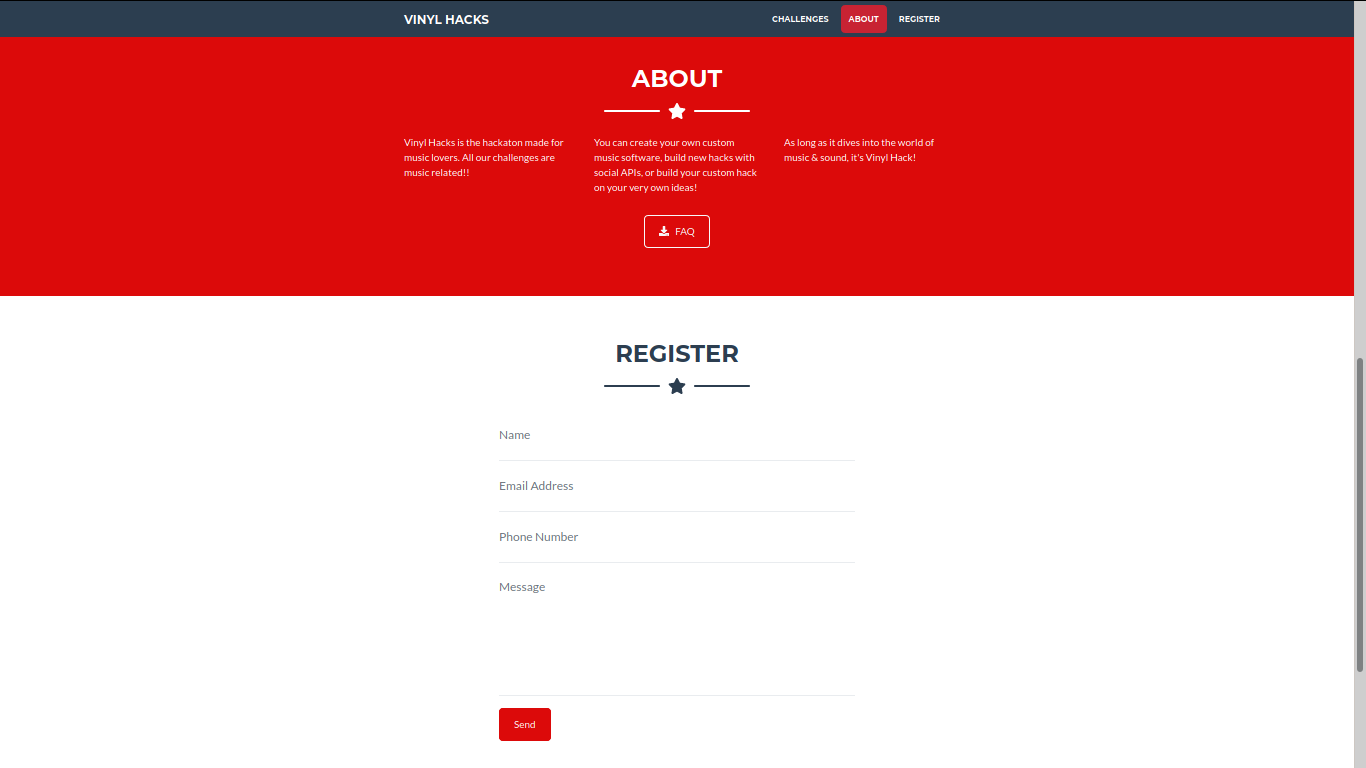 VINYL HACKS
CHALLENGES
ABOUT
REGISTER
ABOUT
Vinyl Hacks is the hackaton made for
music lovers. All our challenges are
music related!!
You can create your own custom
music software, build new hacks with
social APIs, or build your custom hack
on your very own ideas!
As long as it dives into the world of
music & sound, it's Vinyl Hack!
FAQ
REGISTER
Name
Email Address
Phone Number
Message
Send